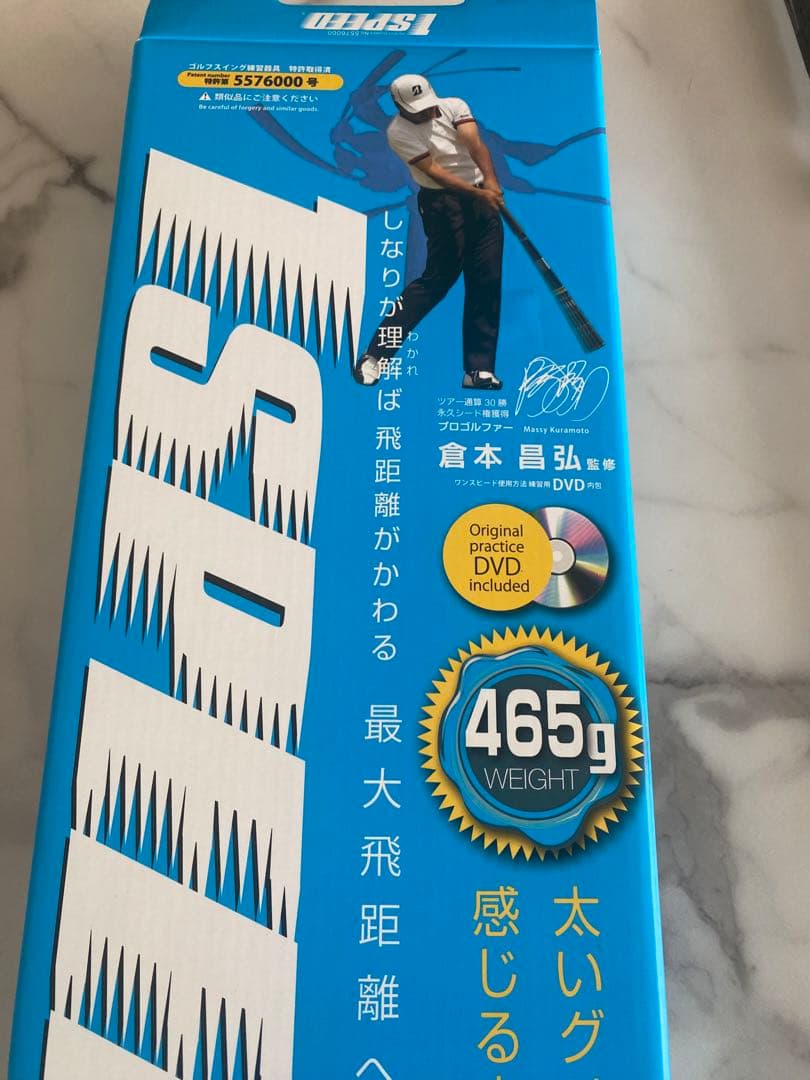 1SPEED
ゴルフスイング練習器具 特許取得済
Patent number
特許第 5576000 号
類似品にご注意ください
Be careful of forgery and similar goods.
1SPEE
しなりが理解ば飛距離がかわる
わかれ
最大飛距離へ
ツアー通算30勝
永久シード権獲得
プロゴルファー Massy Kuramoto
倉本 昌弘 監修
ワンスピード使用方法 練習用DVD内包
Original
practice
DVD
included
465g
WEIGHT
太いグ
感じる